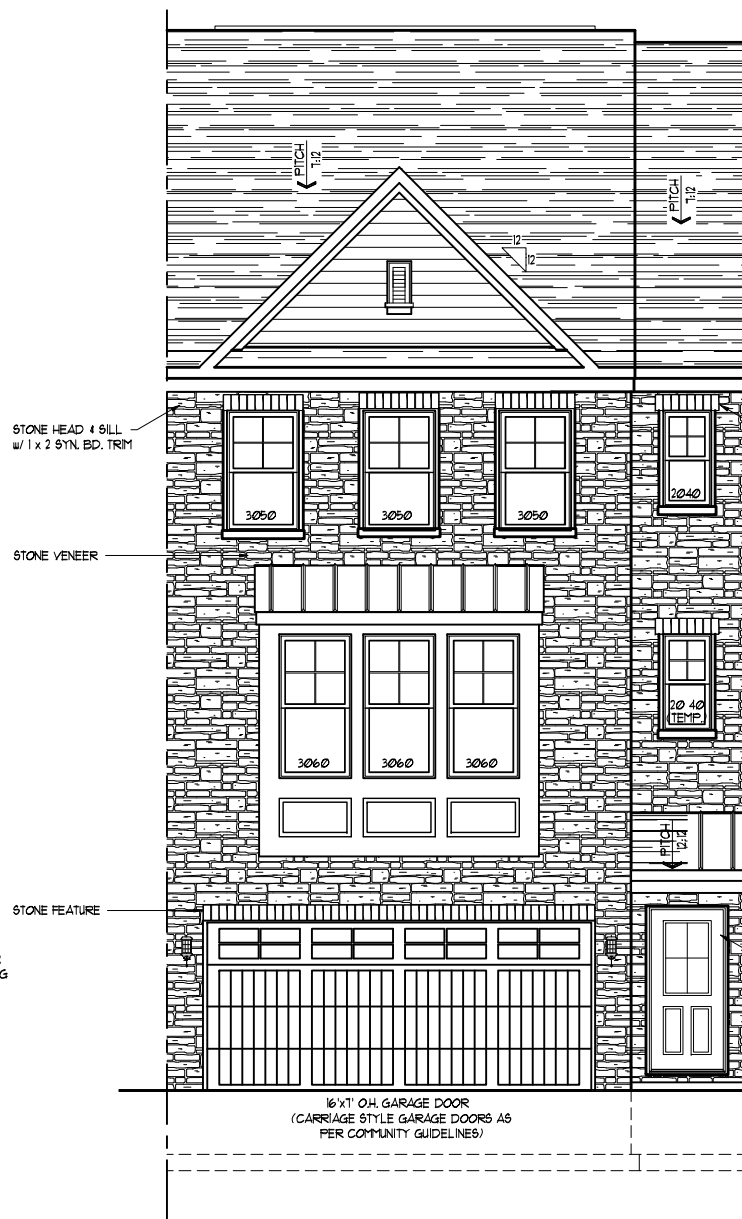 PITCH
7:12
PITCH
7:12
12
12
STONE HEAD & SILL
w/ 1 x 2 SYN. BD. TRIM
3050
3050
3050
2040
STONE VENEER
20 40
(TEMP.)
3060
3060
3060
PITCH
12:12
STONE FEATURE
G
16'x7' O.H. GARAGE DOOR
(CARRIAGE STYLE GARAGE DOORS AS
PER COMMUNITY GUIDELINES)